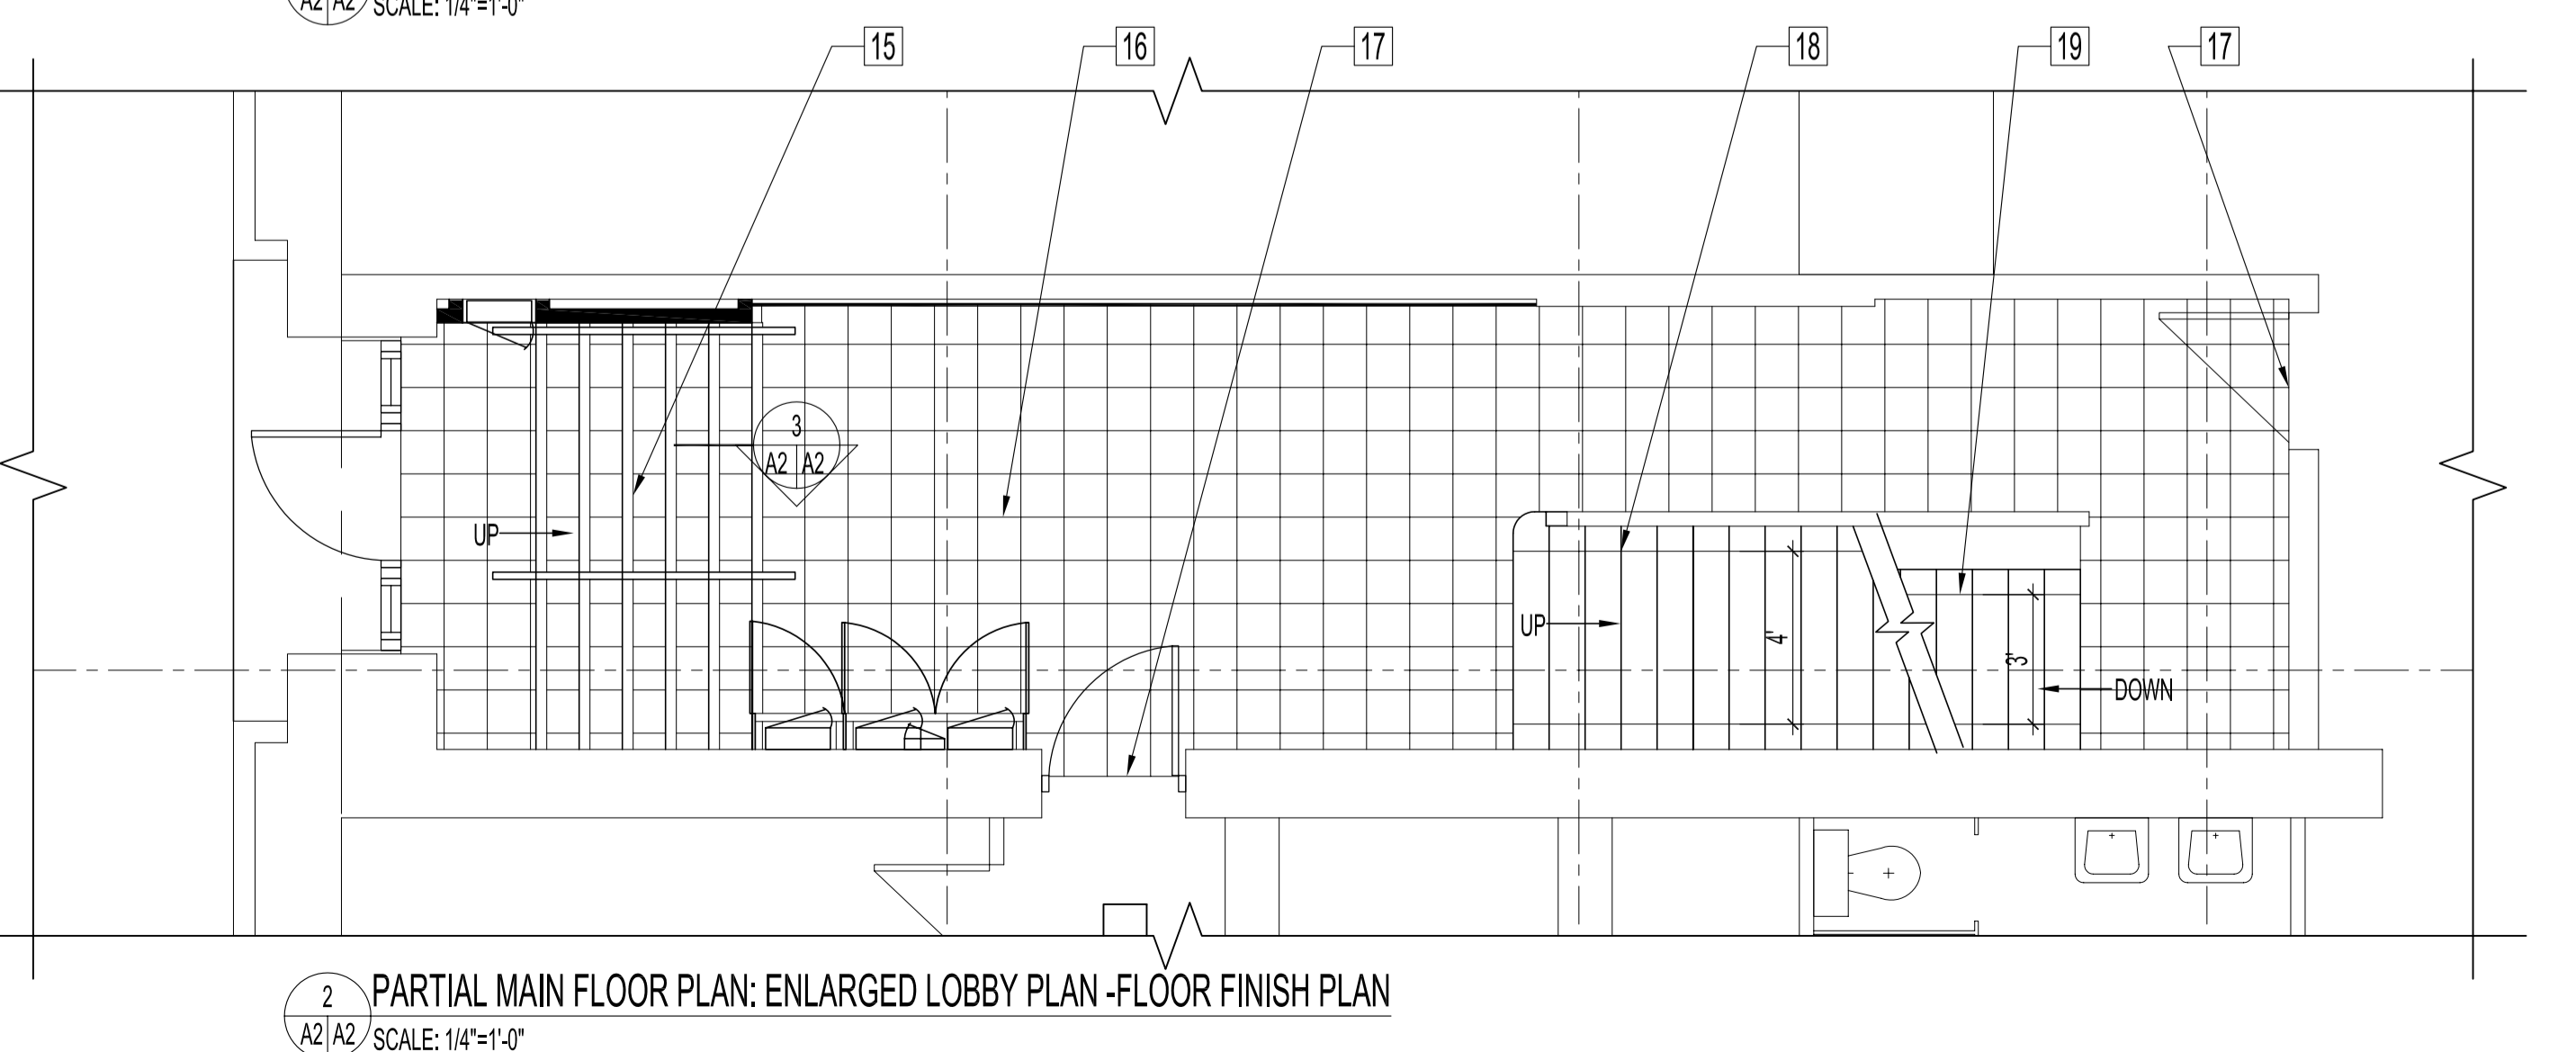 A2 A2 SCALE: 1/4"=1'-0"
15 16 17 18 19 17
3
A2 A2
UP
UP
4'
3'
DOWN
2
PARTIAL MAIN FLOOR PLAN: ENLARGED LOBBY PLAN -FLOOR FINISH PLAN
A2 A2 SCALE: 1/4"=1'-0"